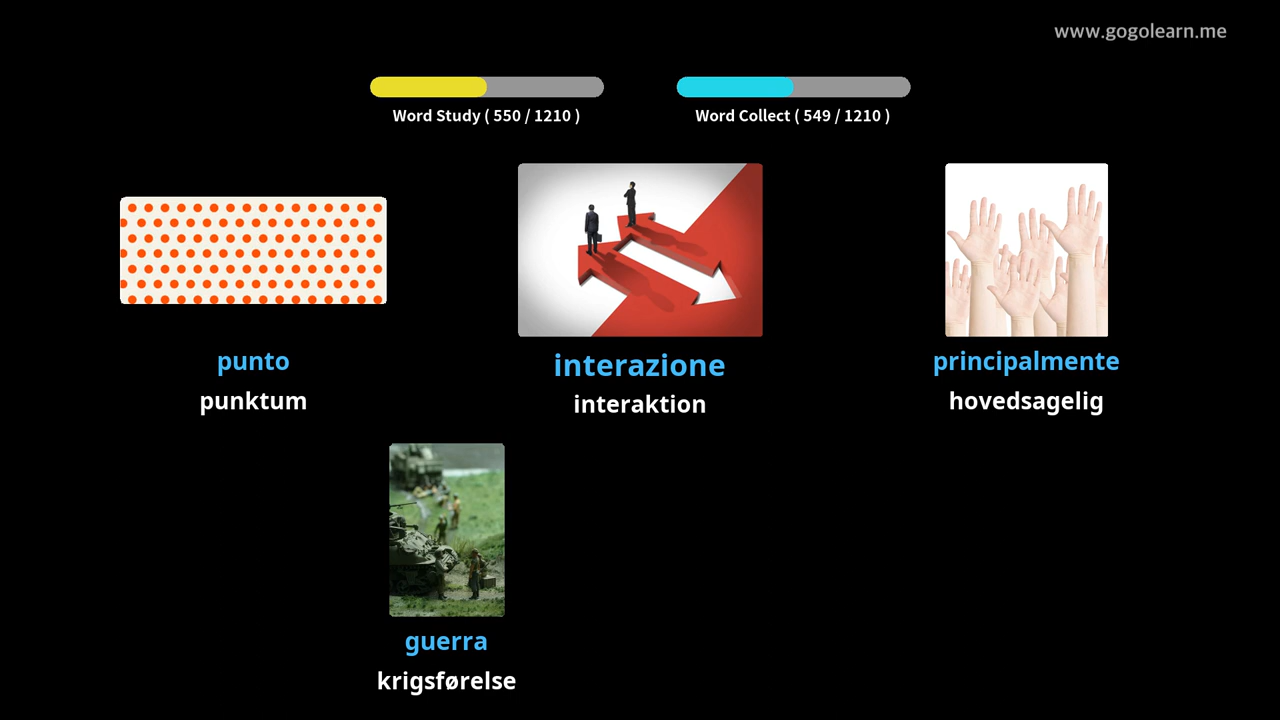 www.gogolearn.me
Word Study ( 550 / 1210 )
Word Collect ( 549 / 1210 )
punto
punktum
interazione
interaktion
principalmente
hovedsagelig
guerra
krigsførelse